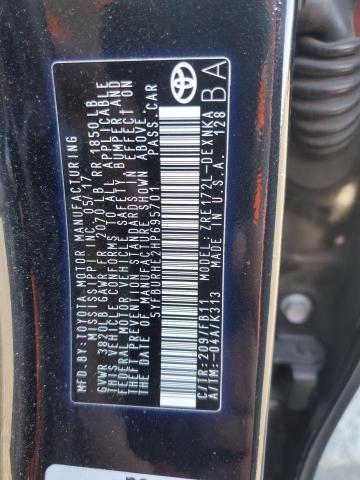 MFD.BY:TOYOTA MOTOR MANUFACTURING
MISSISSIPPI INC. 05/17
GVWR 3820LB GAWR FR 2070LB RR 1850LB
THIS VEHICLE CONFORMS TO ALL APPLICABLE
FEDERAL MOTOR VEHICLE SAFETY, BUMPER, AND
THEFT PREVENTION STANDARDS IN EFFECT ON
THE DATE OF MANUFACTURE SHOWN ABOVE.
5YFBURHE2HP695701 PASS.CAR
C/TR:209/FB11 MODEL: ZRE172L-DEXNKA
A/TM:-04A/K313 MADE IN U.S.A. 128
BA